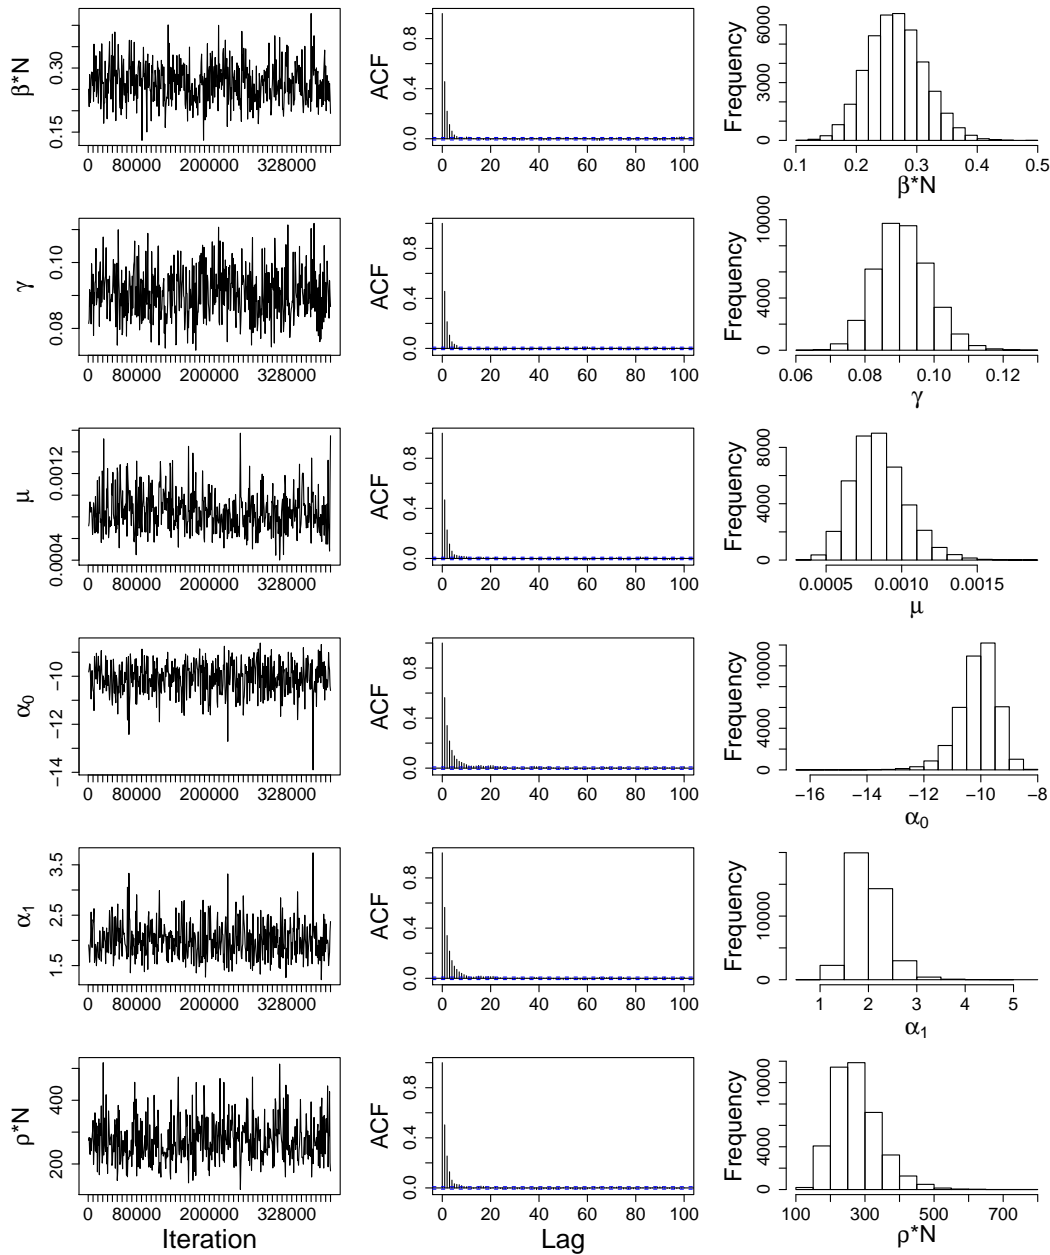 β*N
0.15 0.30
0 80000 200000 328000
ACF
0.0 0.4 0.8
0 20 40 60 80 100
Frequency
0 3000 6000
0.1 0.2 0.3 0.4 0.5
β*N
γ
0.08 0.10
0 80000 200000 328000
ACF
0.0 0.4 0.8
0 20 40 60 80 100
Frequency
0 4000 10000
0.06 0.08 0.10 0.12
γ
μ
0.0004 0.0012
0 80000 200000 328000
ACF
0.0 0.4 0.8
0 20 40 60 80 100
Frequency
0 4000 8000
0.0005 0.0010 0.0015
μ
α0
−14 −12 −10
0 80000 200000 328000
ACF
0.0 0.4 0.8
0 20 40 60 80 100
Frequency
0 4000 10000
−16 −14 −12 −10 −8
α0
α1
1.5 2.5 3.5
0 80000 200000 328000
ACF
0.0 0.4 0.8
0 20 40 60 80 100
Frequency
0 10000
1 2 3 4 5
α1
ρ*N
200 400
0 80000 200000 328000
Iteration
ACF
0.0 0.4 0.8
0 20 40 60 80 100
Lag
Frequency
0 4000 10000
100 300 500 700
ρ*N